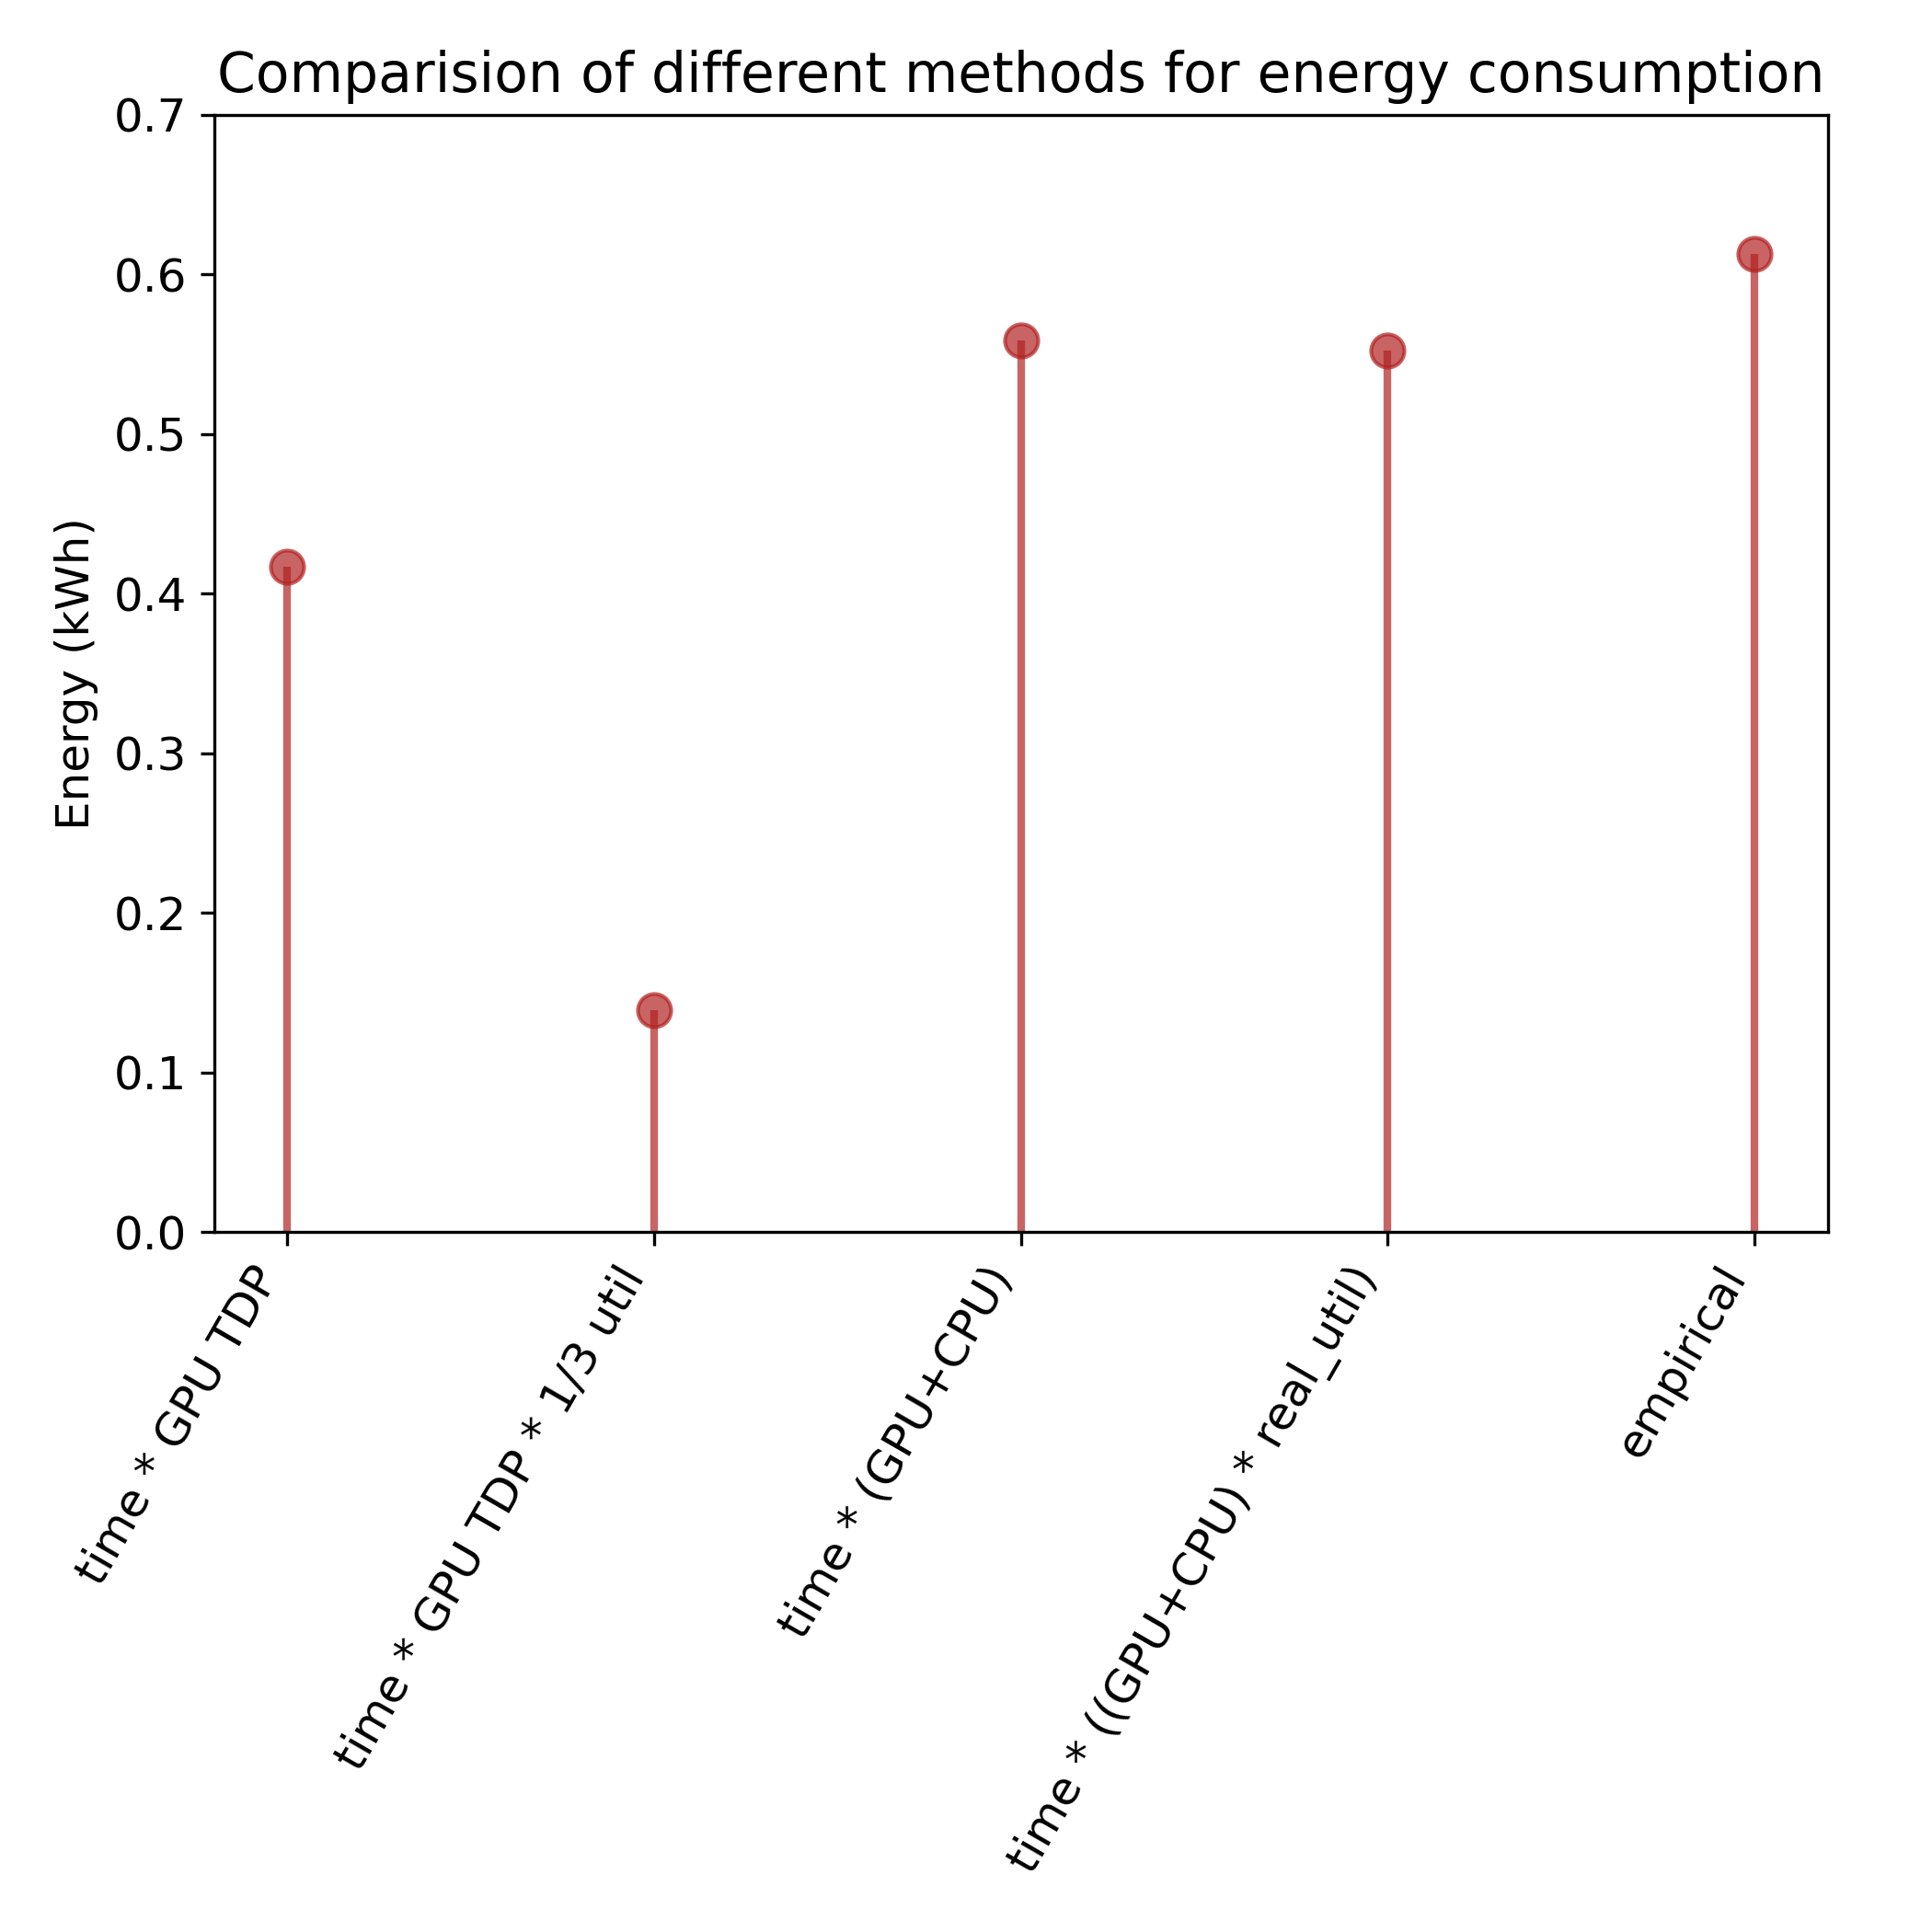 Comparision of different methods for energy consumption
0.7
0.6
0.5
0.4
0.3
0.2
0.1
0.0
Energy (kWh)
time * GPU TDP
time * GPU TDP * 1/3 util
time * (GPU+CPU)
time * (((GPU+CPU) * real_util)
empirical